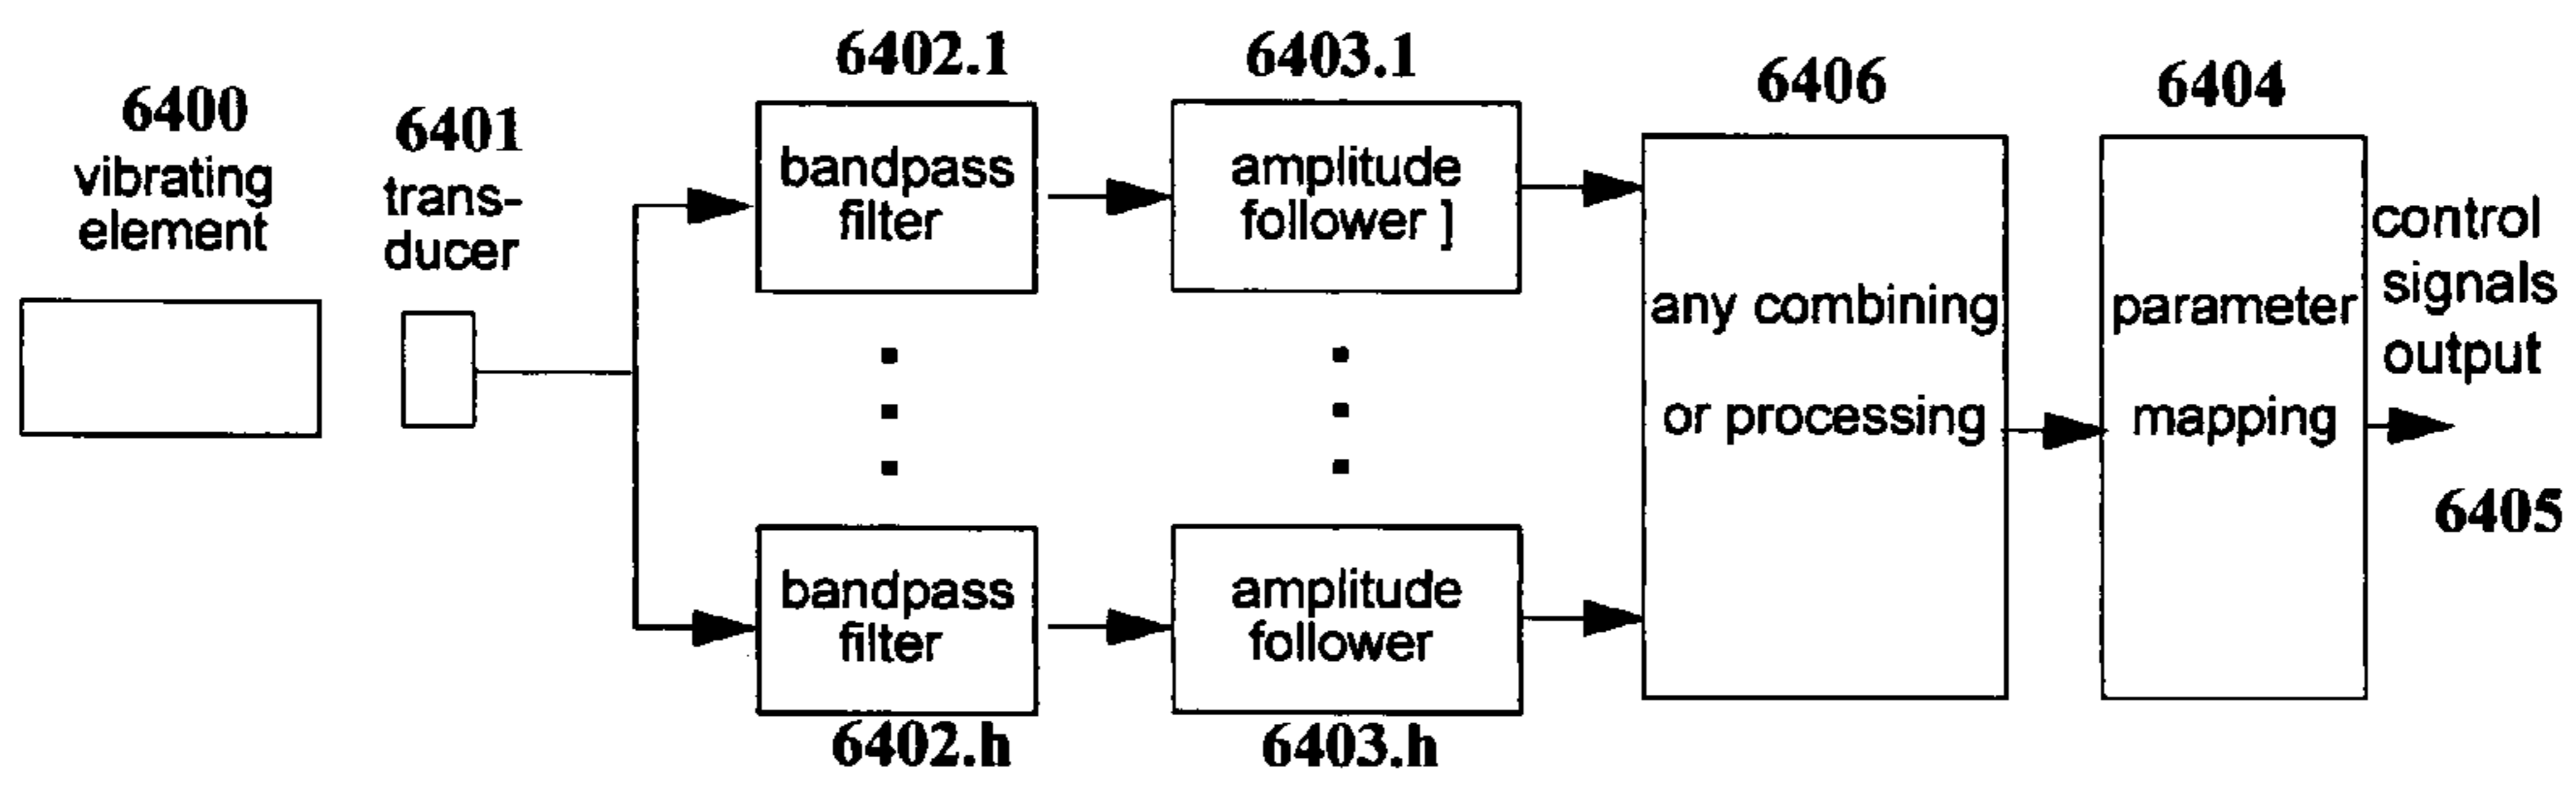 6400
vibrating
element
6401
trans-
ducer
6402.1
bandpass
filter
6403.1
amplitude
follower ]
6406
any combining
or processing
6404
parameter
mapping
control
signals
output
6405
bandpass
filter
6402.h
amplitude
follower
6403.h